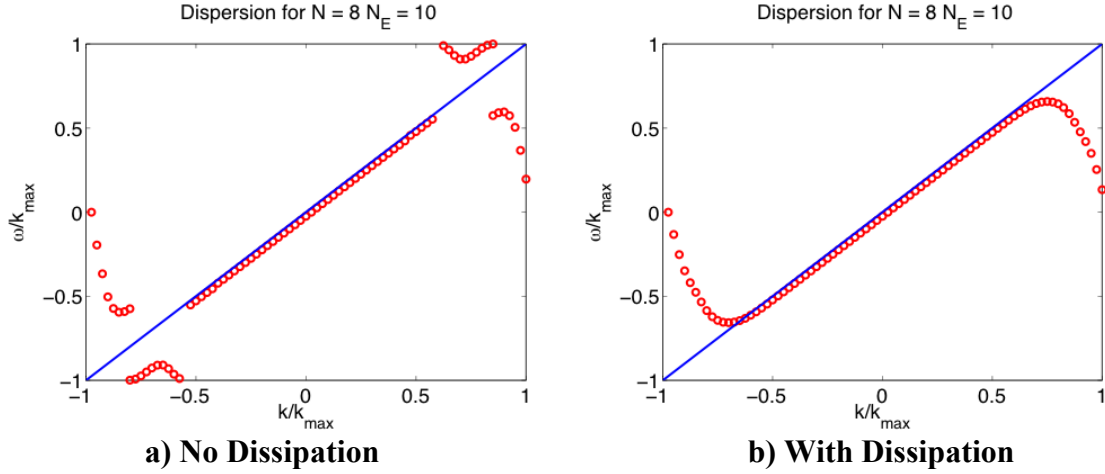 Dispersion for N = 8 N_E = 10
1
0.5
0
−0.5
−1
ω/k_max
−1
−0.5
0
0.5
1
k/k_max
a) No Dissipation
Dispersion for N = 8 N_E = 10
1
0.5
0
−0.5
−1
ω/k_max
−1
−0.5
0
0.5
1
k/k_max
b) With Dissipation